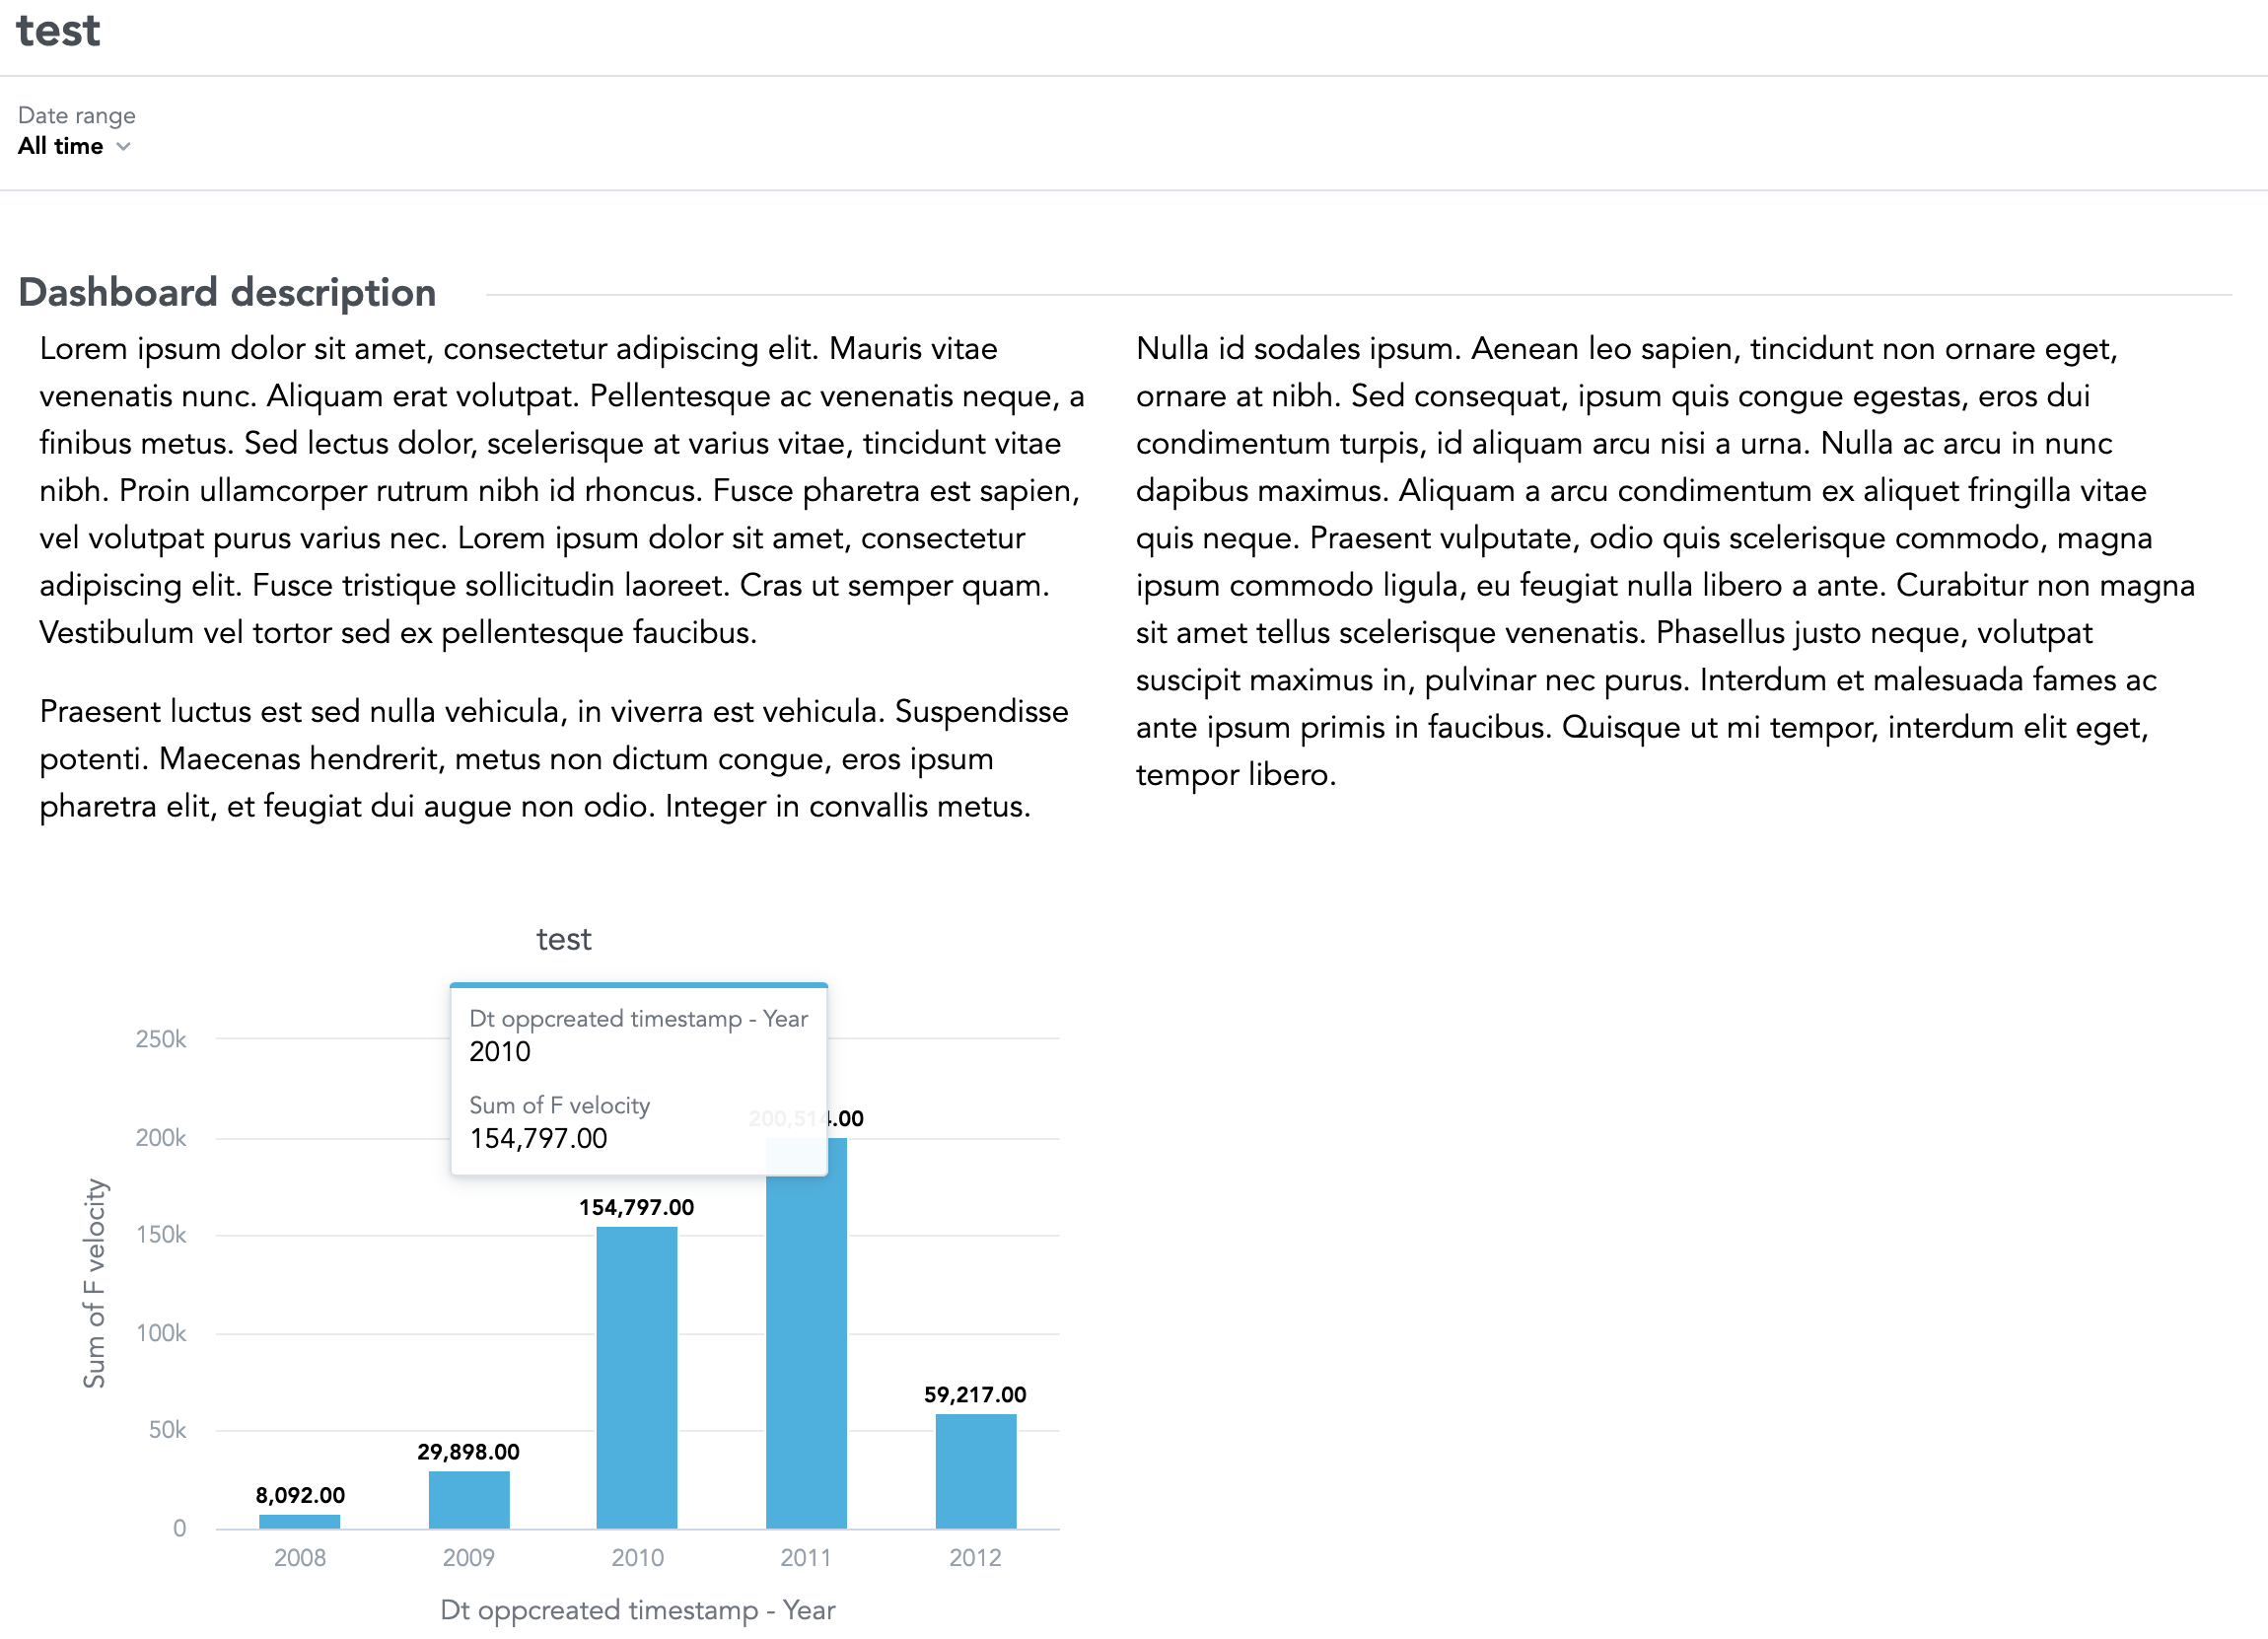 test
Date range
All time
Dashboard description
Lorem ipsum dolor sit amet, consectetur adipiscing elit. Mauris vitae
venenatis nunc. Aliquam erat volutpat. Pellentesque ac venenatis neque, a
finibus metus. Sed lectus dolor, scelerisque at varius vitae, tincidunt vitae
nibh. Proin ullamcorper rutrum nibh id rhoncus. Fusce pharetra est sapien,
vel volutpat purus varius nec. Lorem ipsum dolor sit amet, consectetur
adipiscing elit. Fusce tristique sollicitudin laoreet. Cras ut semper quam.
Vestibulum vel tortor sed ex pellentesque faucibus.
Praesent luctus est sed nulla vehicula, in viverra est vehicula. Suspendisse
potenti. Maecenas hendrerit, metus non dictum congue, eros ipsum
pharetra elit, et feugiat dui augue non odio. Integer in convallis metus.
Nulla id sodales ipsum. Aenean leo sapien, tincidunt non ornare eget,
ornare at nibh. Sed consequat, ipsum quis congue egestas, eros dui
condimentum turpis, id aliquam arcu nisi a urna. Nulla ac arcu in nunc
dapibus maximus. Aliquam a arcu condimentum ex aliquet fringilla vitae
quis neque. Praesent vulputate, odio quis scelerisque commodo, magna
ipsum commodo ligula, eu feugiat nulla libero a ante. Curabitur non magna
sit amet tellus scelerisque venenatis. Phasellus justo neque, volutpat
suscipit maximus in, pulvinar nec purus. Interdum et malesuada fames ac
ante ipsum primis in faucibus. Quisque ut mi tempor, interdum elit eget,
tempor libero.
test
Dt oppcreated timestamp - Year
2010
Sum of F velocity
154,797.00
250k
200k
150k
100k
50k
0
Sum of F velocity
8,092.00
29,898.00
154,797.00
200,514.00
59,217.00
2008
2009
2010
2011
2012
Dt oppcreated timestamp - Year